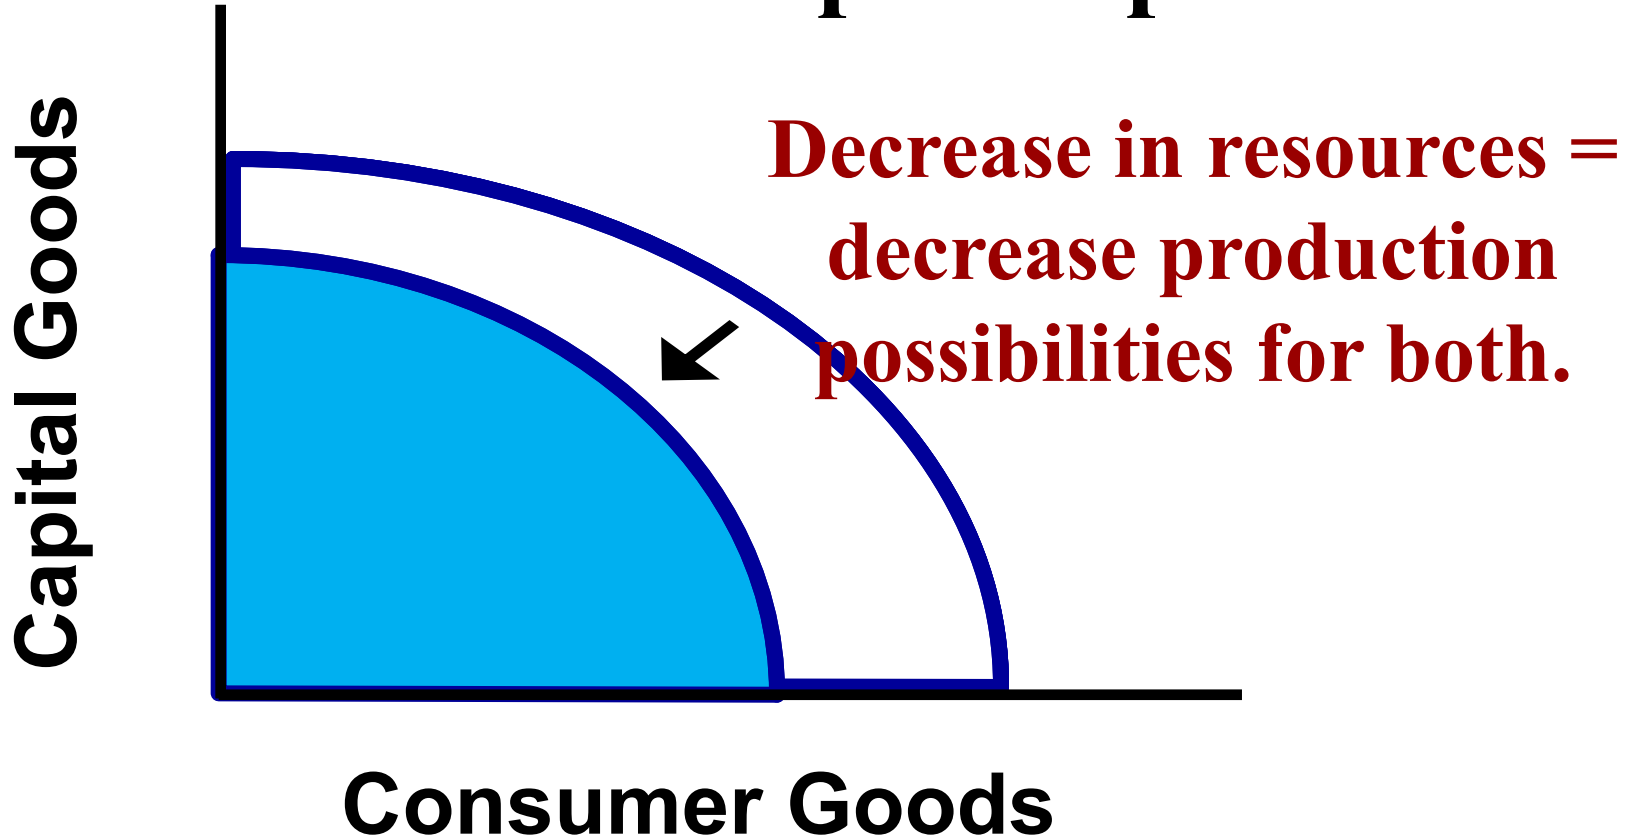 Decrease in resources =
decrease production
possibilities for both.
Capital Goods
Consumer Goods